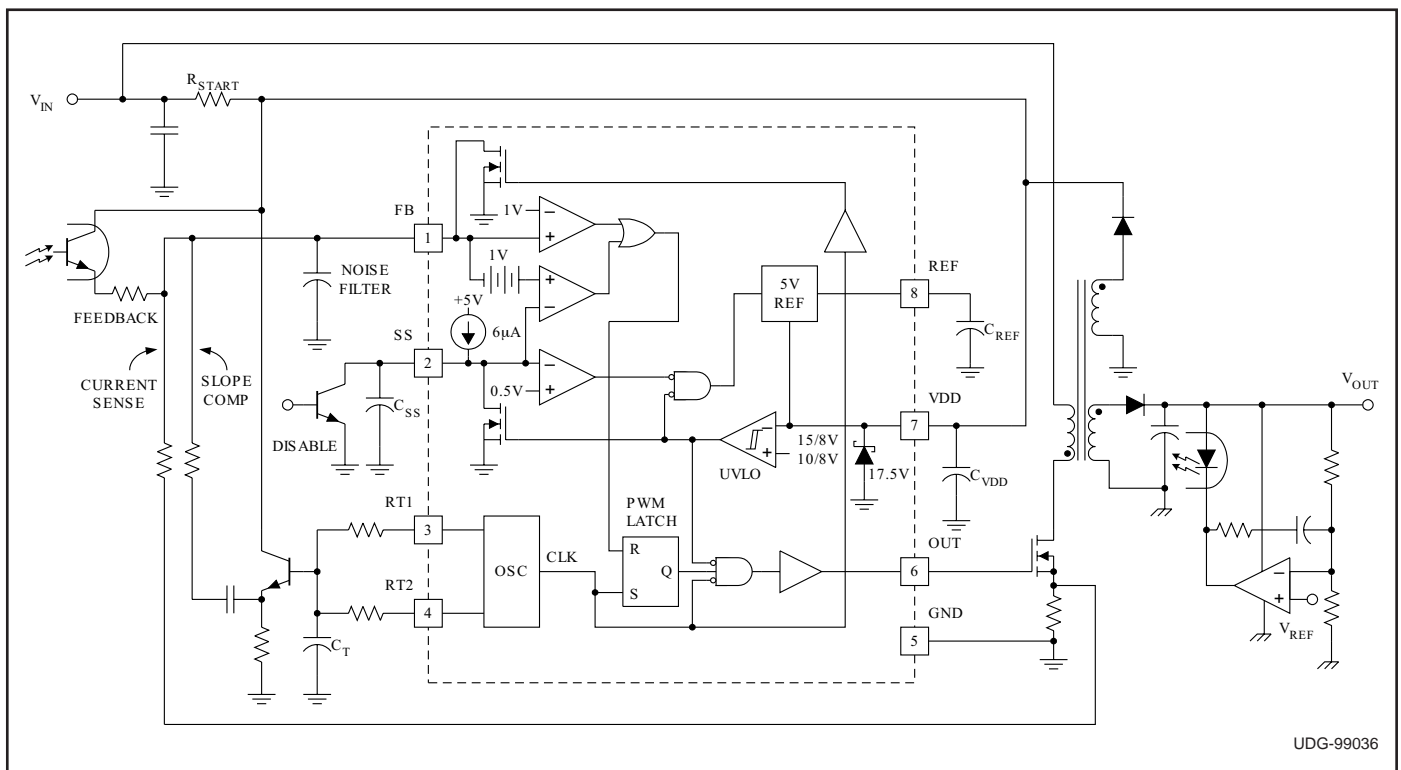 R_START
V_IN
FB
1
1V
1V
NOISE
FILTER
FEEDBACK
+5V
6µA
5V
REF
REF
8
C_REF
SS
2
CURRENT
SENSE
SLOPE
COMP
C_SS
DISABLE
0.5V
VDD
7
15/8V
10/8V
UVLO
17.5V
C_VDD
V_OUT
RT1
3
PWM
LATCH
OUT
OSC
CLK
R
Q
S
6
RT2
4
GND
5
C_T
V_REF
UDG-99036